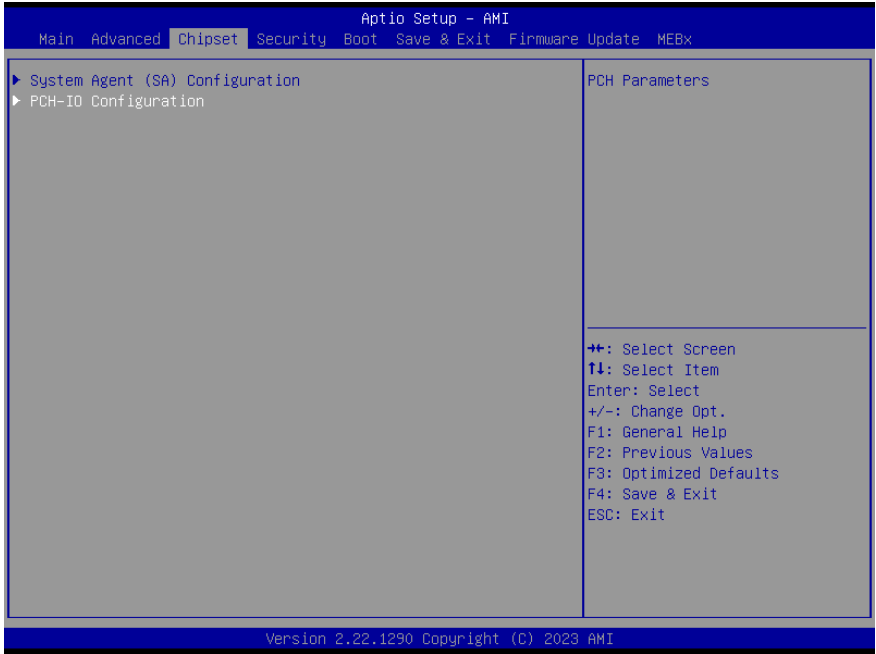 Aptio Setup – AMI
Main Advanced Chipset Security Boot Save & Exit Firmware Update MEBx
System Agent (SA) Configuration
PCH-IO Configuration
PCH Parameters
→←: Select Screen
↑↓: Select Item
Enter: Select
+/-: Change Opt.
F1: General Help
F2: Previous Values
F3: Optimized Defaults
F4: Save & Exit
ESC: Exit
Version 2.22.1290 Copyright (C) 2023 AMI